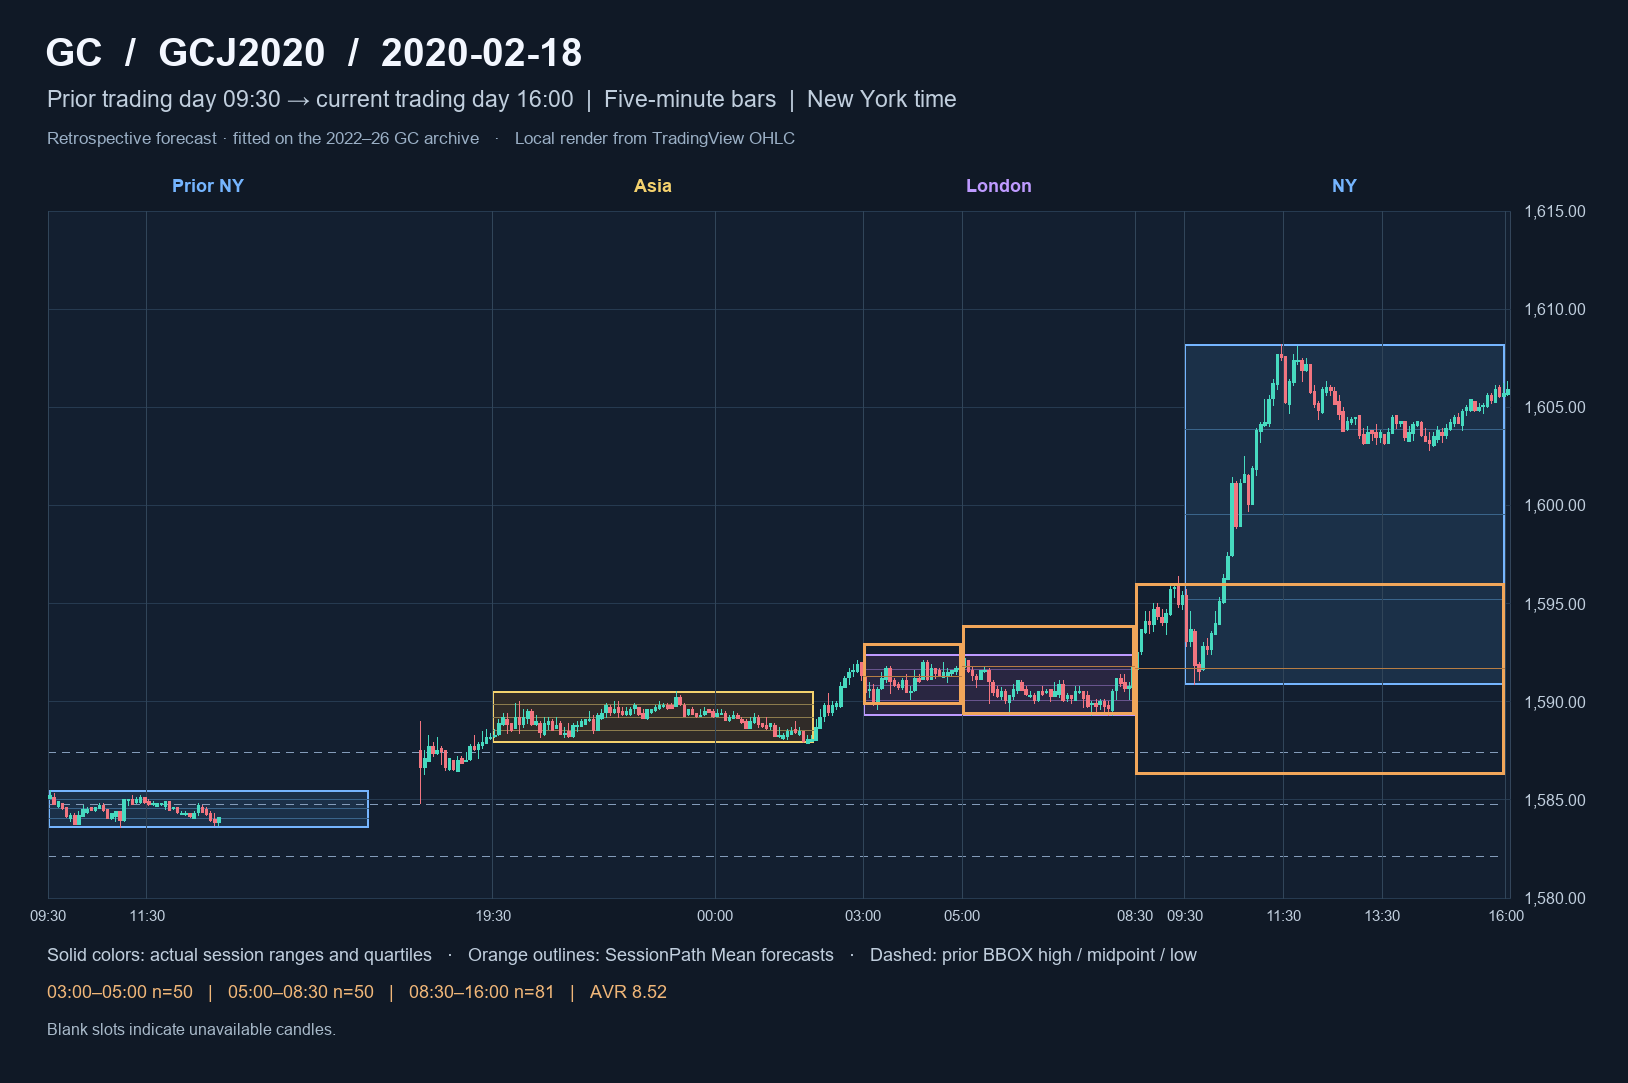 GC / GCJ2020 / 2020-02-18
Prior trading day 09:30 → current trading day 16:00 | Five-minute bars | New York time
Retrospective forecast · fitted on the 2022–26 GC archive · Local render from TradingView OHLC
Prior NY Asia London NY
1,615.00
1,610.00
1,605.00
1,600.00
1,595.00
1,590.00
1,585.00
1,580.00
09:30 11:30 19:30 00:00 03:00 05:00 08:30 09:30 11:30 13:30 16:00
Solid colors: actual session ranges and quartiles · Orange outlines: SessionPath Mean forecasts · Dashed: prior BBOX high / midpoint / low
03:00–05:00 n=50 | 05:00–08:30 n=50 | 08:30–16:00 n=81 | AVR 8.52
Blank slots indicate unavailable candles.